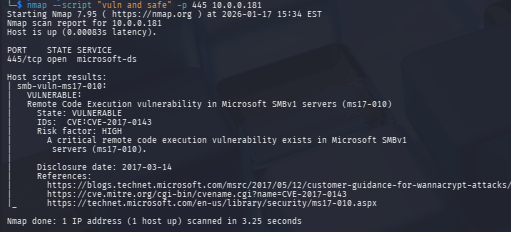 └─$ nmap --script "vuln and safe" -p 445 10.0.0.181
Starting Nmap 7.95 ( https://nmap.org ) at 2026-01-17 15:34 EST
Nmap scan report for 10.0.0.181
Host is up (0.00083s latency).

PORT    STATE SERVICE
445/tcp open  microsoft-ds

Host script results:
| smb-vuln-ms17-010:
|   VULNERABLE:
|   Remote Code Execution vulnerability in Microsoft SMBv1 servers (ms17-010)
|     State: VULNERABLE
|     IDs:  CVE:CVE-2017-0143
|     Risk factor: HIGH
|       A critical remote code execution vulnerability exists in Microsoft SMBv1
|        servers (ms17-010).
|
|     Disclosure date: 2017-03-14
|     References:
|       https://blogs.technet.microsoft.com/msrc/2017/05/12/customer-guidance-for-wannacrypt-attacks/
|       https://cve.mitre.org/cgi-bin/cvename.cgi?name=CVE-2017-0143
|_      https://technet.microsoft.com/en-us/library/security/ms17-010.aspx

Nmap done: 1 IP address (1 host up) scanned in 3.25 seconds